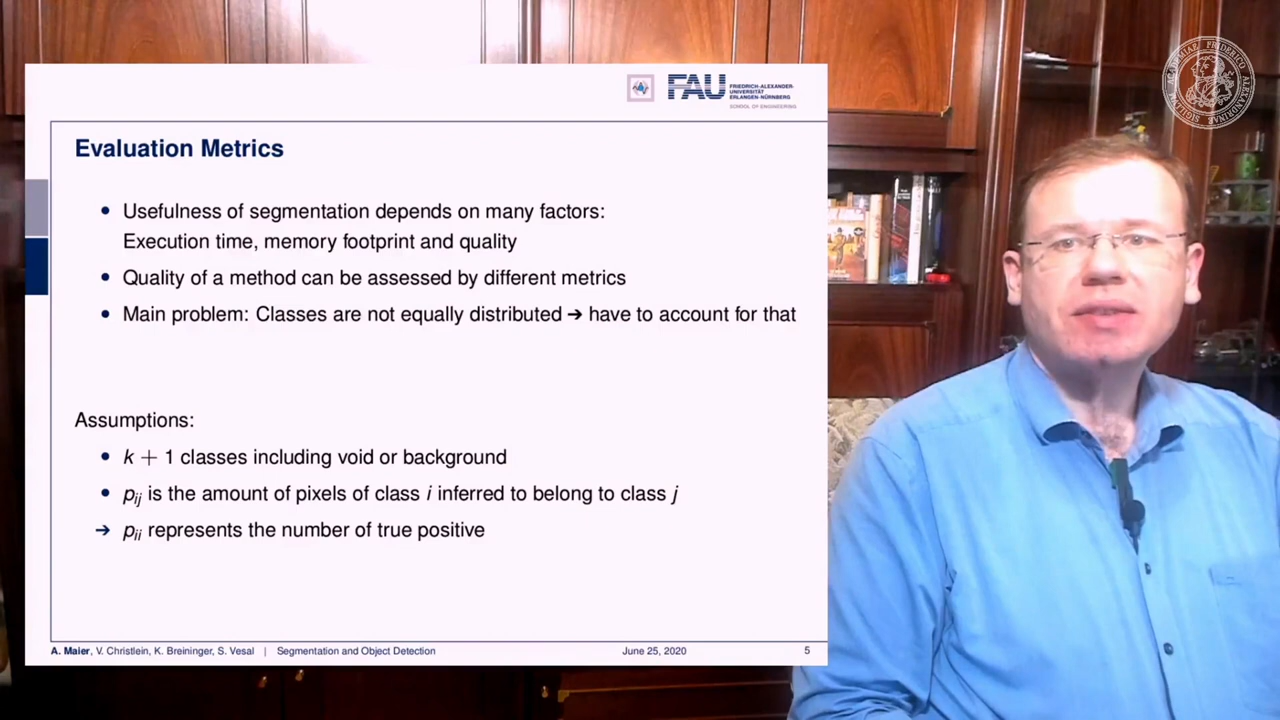 FAU
FRIEDRICH-ALEXANDER-
UNIVERSITÄT
ERLANGEN-NÜRNBERG
SCHOOL OF ENGINEERING
Evaluation Metrics
• Usefulness of segmentation depends on many factors:
Execution time, memory footprint and quality
• Quality of a method can be assessed by different metrics
• Main problem: Classes are not equally distributed → have to account for that
Assumptions:
• k + 1 classes including void or background
• pij is the amount of pixels of class i inferred to belong to class j
→ pii represents the number of true positive
A. Maier, V. Christlein, K. Breininger, S. Vesal | Segmentation and Object Detection June 25, 2020 5